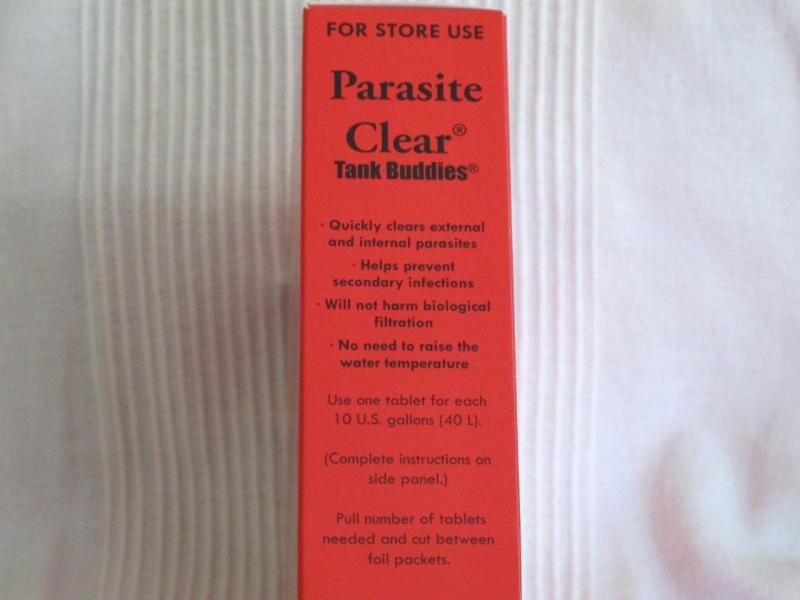 FOR STORE USE
Parasite
Clear®
Tank Buddies®
· Quickly clears external
and internal parasites
· Helps prevent
secondary infections
· Will not harm biological
filtration
· No need to raise the
water temperature
Use one tablet for each
10 U.S. gallons (40 L).
(Complete instructions on
side panel.)
Pull number of tablets
needed and cut between
foil packets.